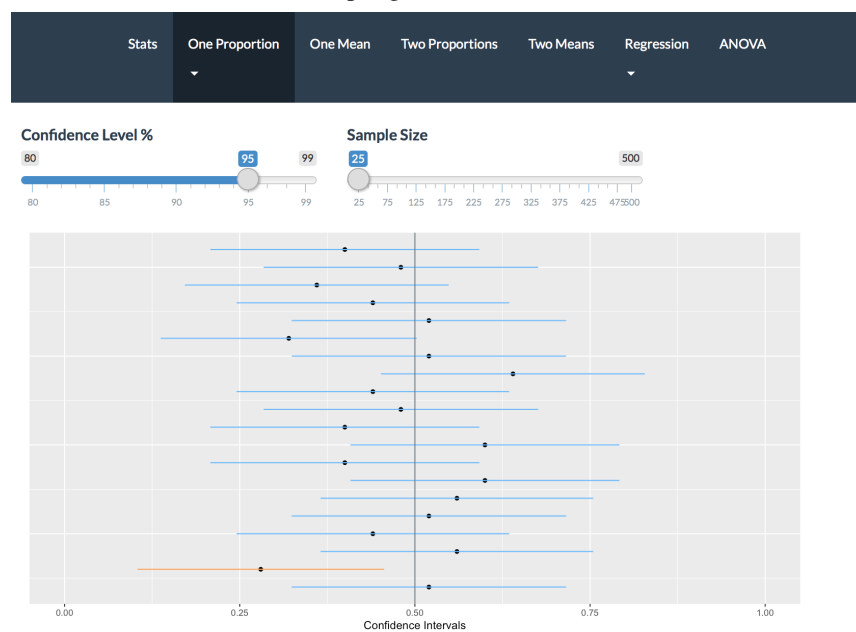 Stats One Proportion One Mean Two Proportions Two Means Regression ANOVA
Confidence Level % Sample Size
80 95 99 25 500
80 85 90 95 99 25 75 125 175 225 275 325 375 425 475500
0.00 0.25 0.50 0.75 1.00
Confidence Intervals